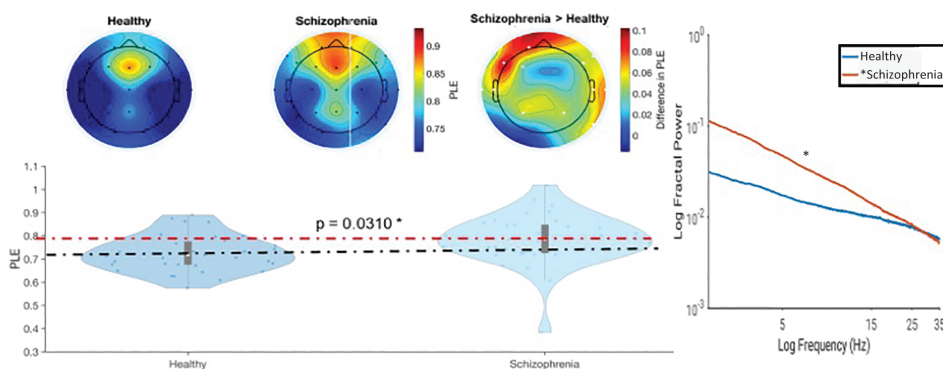 Healthy
Schizophrenia
Schizophrenia > Healthy
0.9
0.85
0.8
0.75
PLE
0.1
0.08
0.06
0.04
0.02
0
Difference in PLE
1.1
1
0.9
0.8
0.7
0.6
0.5
0.4
0.3
PLE
p = 0.0310 *
Healthy
Schizophrenia
10⁰
10⁻¹
10⁻²
10⁻³
Log Fractal Power
Healthy
*Schizophrenia
*
5
15
25
35
Log Frequency (Hz)